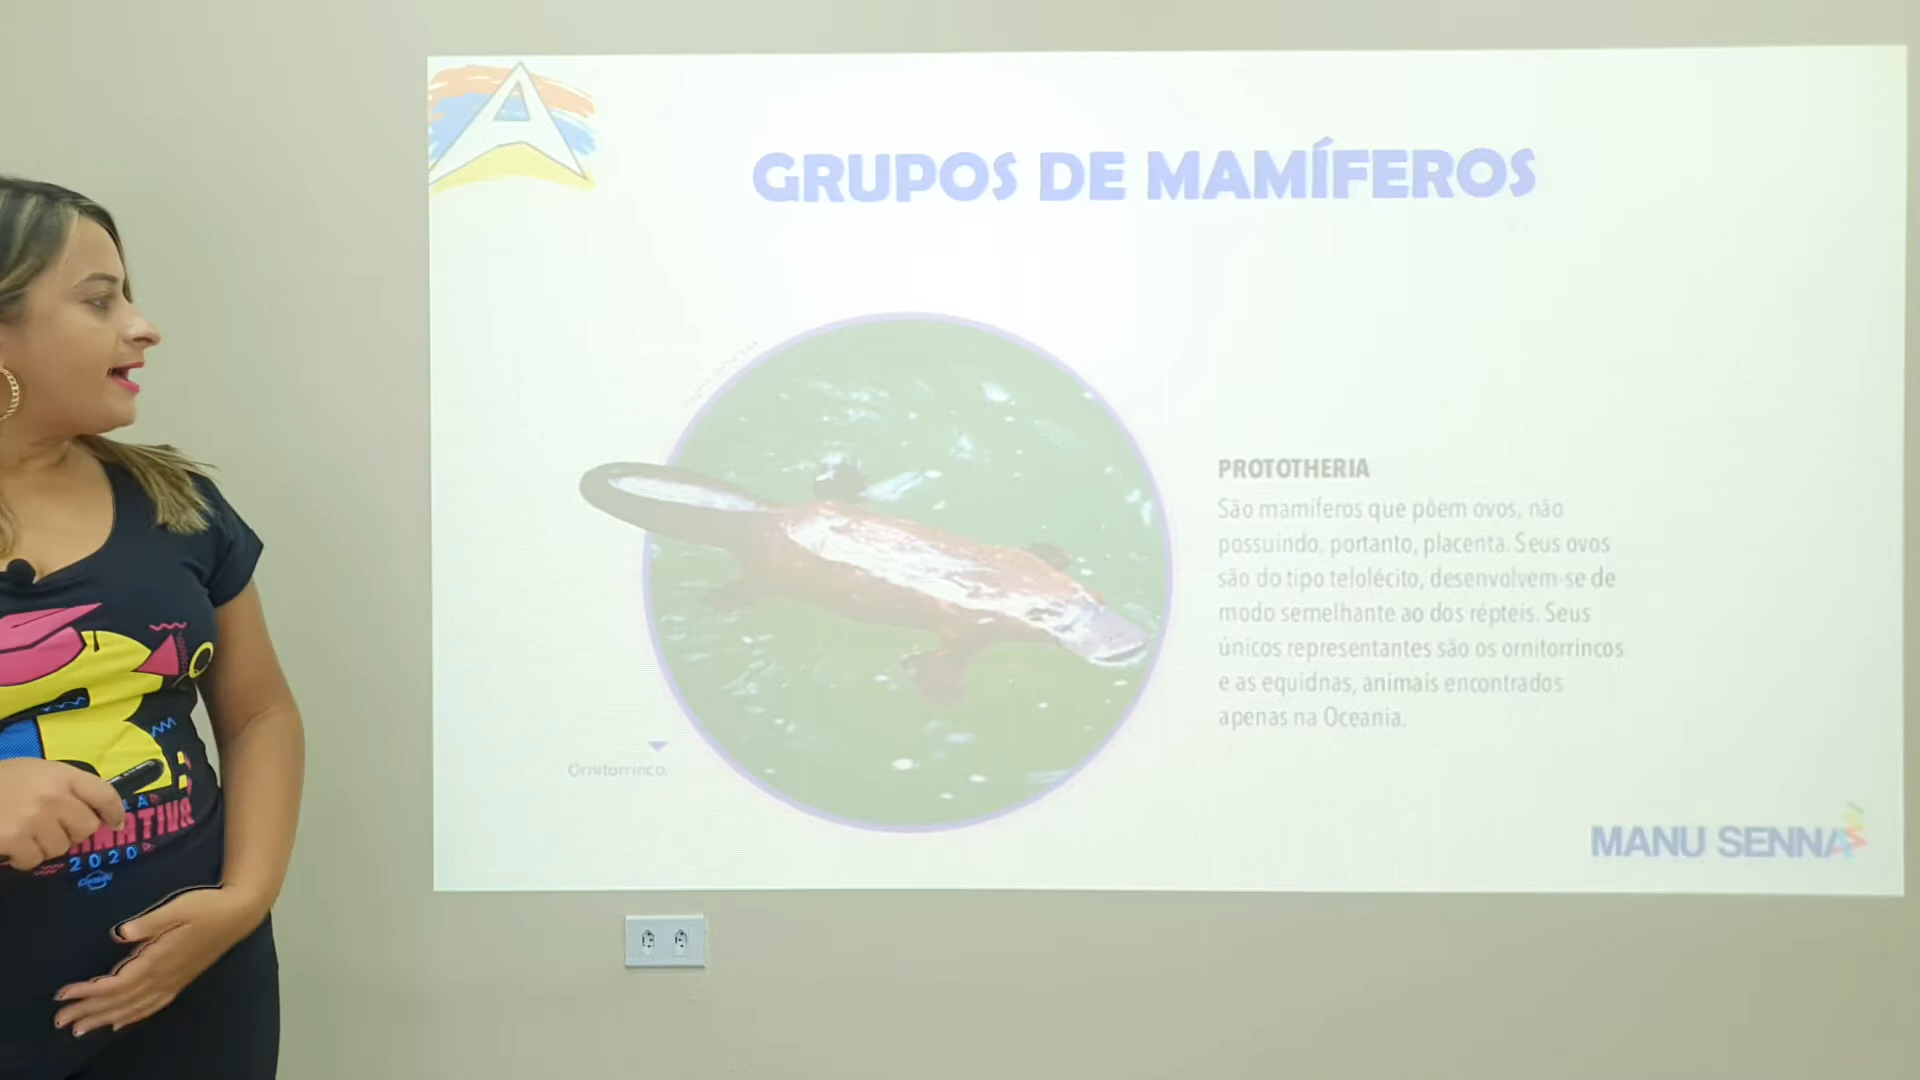 GRUPOS DE MAMÍFEROS
PROTOTHERIA
São mamíferos que põem ovos, não
possuindo, portanto, placenta. Seus ovos
são do tipo telolécito, desenvolvem-se de
modo semelhante ao dos répteis. Seus
únicos representantes são os ornitorrincos
e as equidnas, animais encontrados
apenas na Oceania.
Ornitorrinco.
MANU SENNA
2020